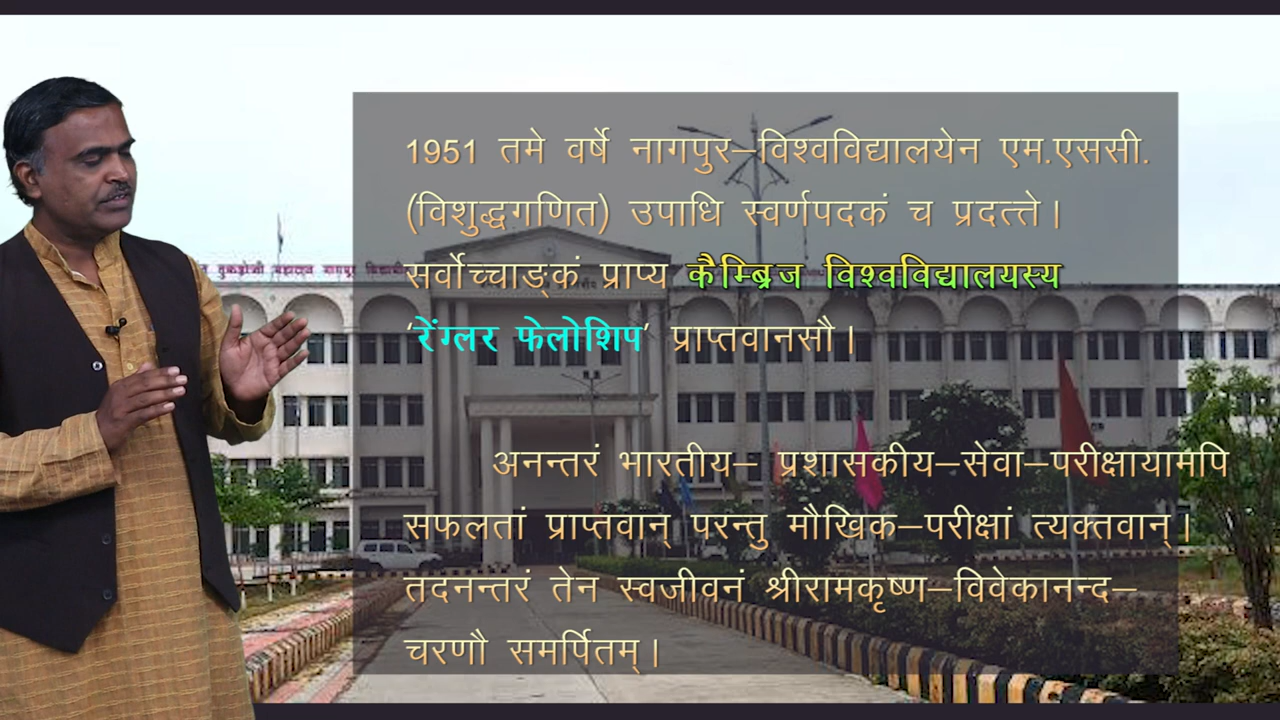 1951 तमे वर्षे नागपुर–विश्वविद्यालयेन एम.एससी.
(विशुद्धगणित) उपाधि स्वर्णपदकं च प्रदत्ते।
सर्वोच्चाङ्कं प्राप्य कैम्ब्रिज विश्वविद्यालयस्य
‘रेंग्लर फेलोशिप’ प्राप्तवानसौ।
अनन्तरं भारतीय– प्रशासकीय–सेवा–परीक्षायामपि
सफलतां प्राप्तवान् परन्तु मौखिक–परीक्षां त्यक्तवान्।
तदनन्तरं तेन स्वजीवनं श्रीरामकृष्ण–विवेकानन्द–
चरणौ समर्पितम्।